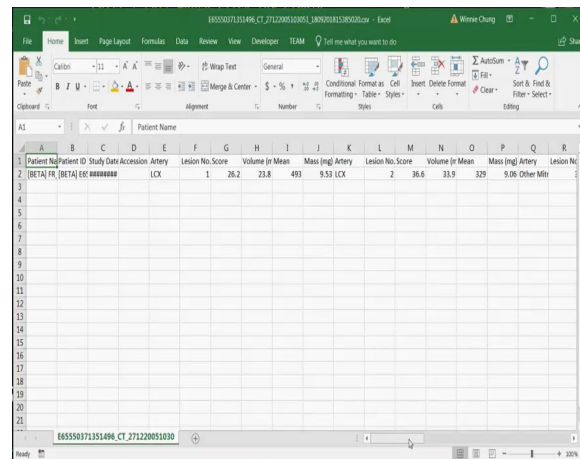 E65550371351496_CT_2712200510305​1_1809201815385020.csv - Excel
Winnie Chung
File Home Insert Page Layout Formulas Data Review View Developer TEAM Tell me what you want to do Shar
Paste
Calibri 11 A A
B I U A
Wrap Text
Merge & Center
General
$ % ,
Conditional Formatting
Format as Table
Cell Styles
Insert Delete Format
AutoSum
Fill
Clear
Sort & Filter
Find & Select
Clipboard Font Alignment Number Styles Cells Editing
A1 fx Patient Name
A B C D E F G H I J K L M N O P Q R
1 Patient Na Patient ID Study Date Accession Artery Lesion No. Score Volume (m Mean Mass (mg) Artery Lesion No. Score Volume (m Mean Mass (mg) Artery Lesion No
2 [BETA] FR [BETA] E65 ######## LCX 1 26.2 23.8 493 9.53 LCX 2 36.6 33.9 329 9.06 Other Mitr
3
4
5
6
7
8
9
10
11
12
13
14
15
16
17
18
19
20
21
E65550371351496_CT_271220051030
Ready 100%